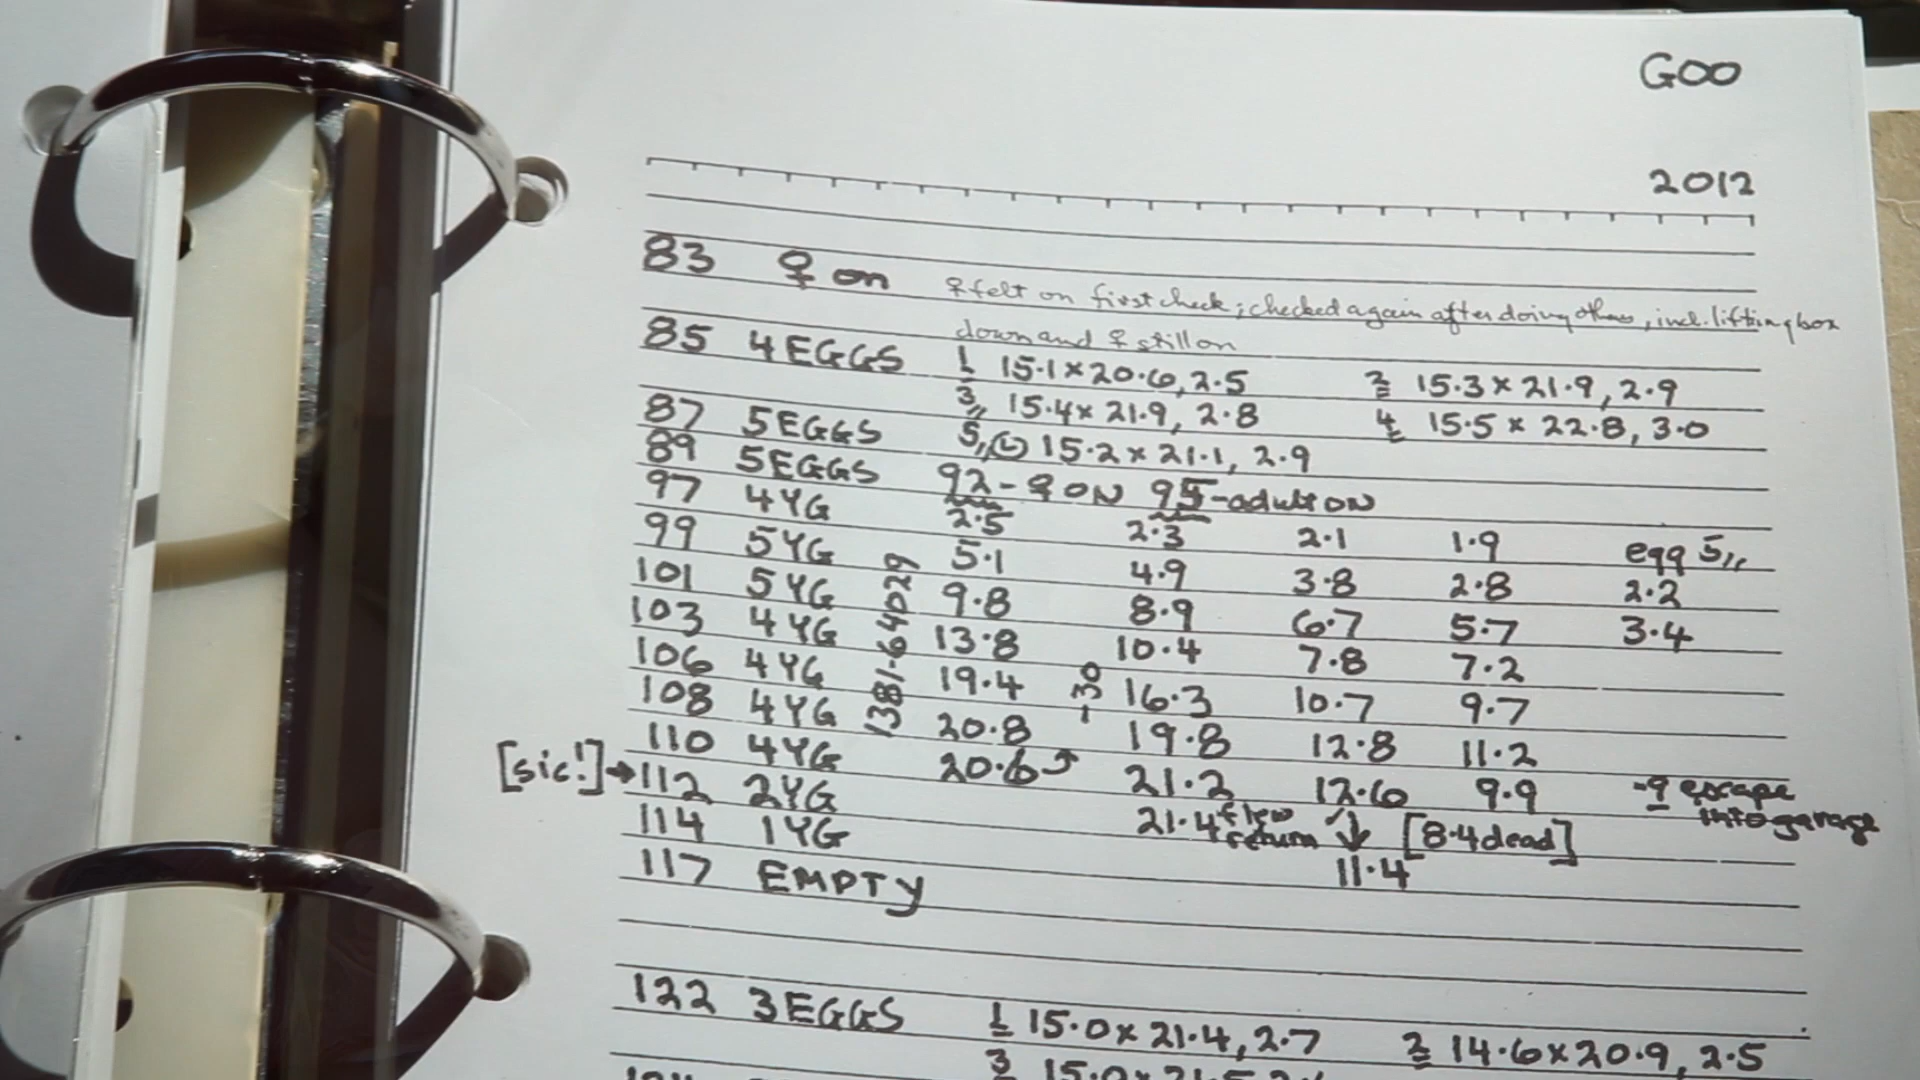 GOO
2012
83 ♀ on ♀ felt on first check; checked again after doing others, incl. lifting box
down and ♀ still on
85 4EGGS 1 15.1×20.6, 2.5 2 15.3×21.9, 2.9
3,, 15.4×21.9, 2.8 4 15.5×22.8, 3.0
87 5EGGS 5,, 15.2×21.1, 2.9
89 5EGGS 92-♀ON 95-adult ON
97 4YG 2.5 2.3 2.1 1.9 egg 5,,
99 5YG 5.1 4.9 3.8 2.8 2.2
101 5YG 9.8 8.9 6.7 5.7 3.4
103 4YG 13.8 10.4 7.8 7.2
106 4YG 19.4 16.3 10.7 9.7
108 4YG 20.8 19.8 12.8 11.2
110 4YG 20.6 21.2 12.6 9.9 -9 escape
into garage
[sic!]→112 2YG 21.4 flew return ↓ [8.4 dead]
114 1YG 11.4
117 EMPTY
1381-64029
30
122 3EGGS 1 15.0×21.4, 2.7 2 14.6×20.9, 2.5
3